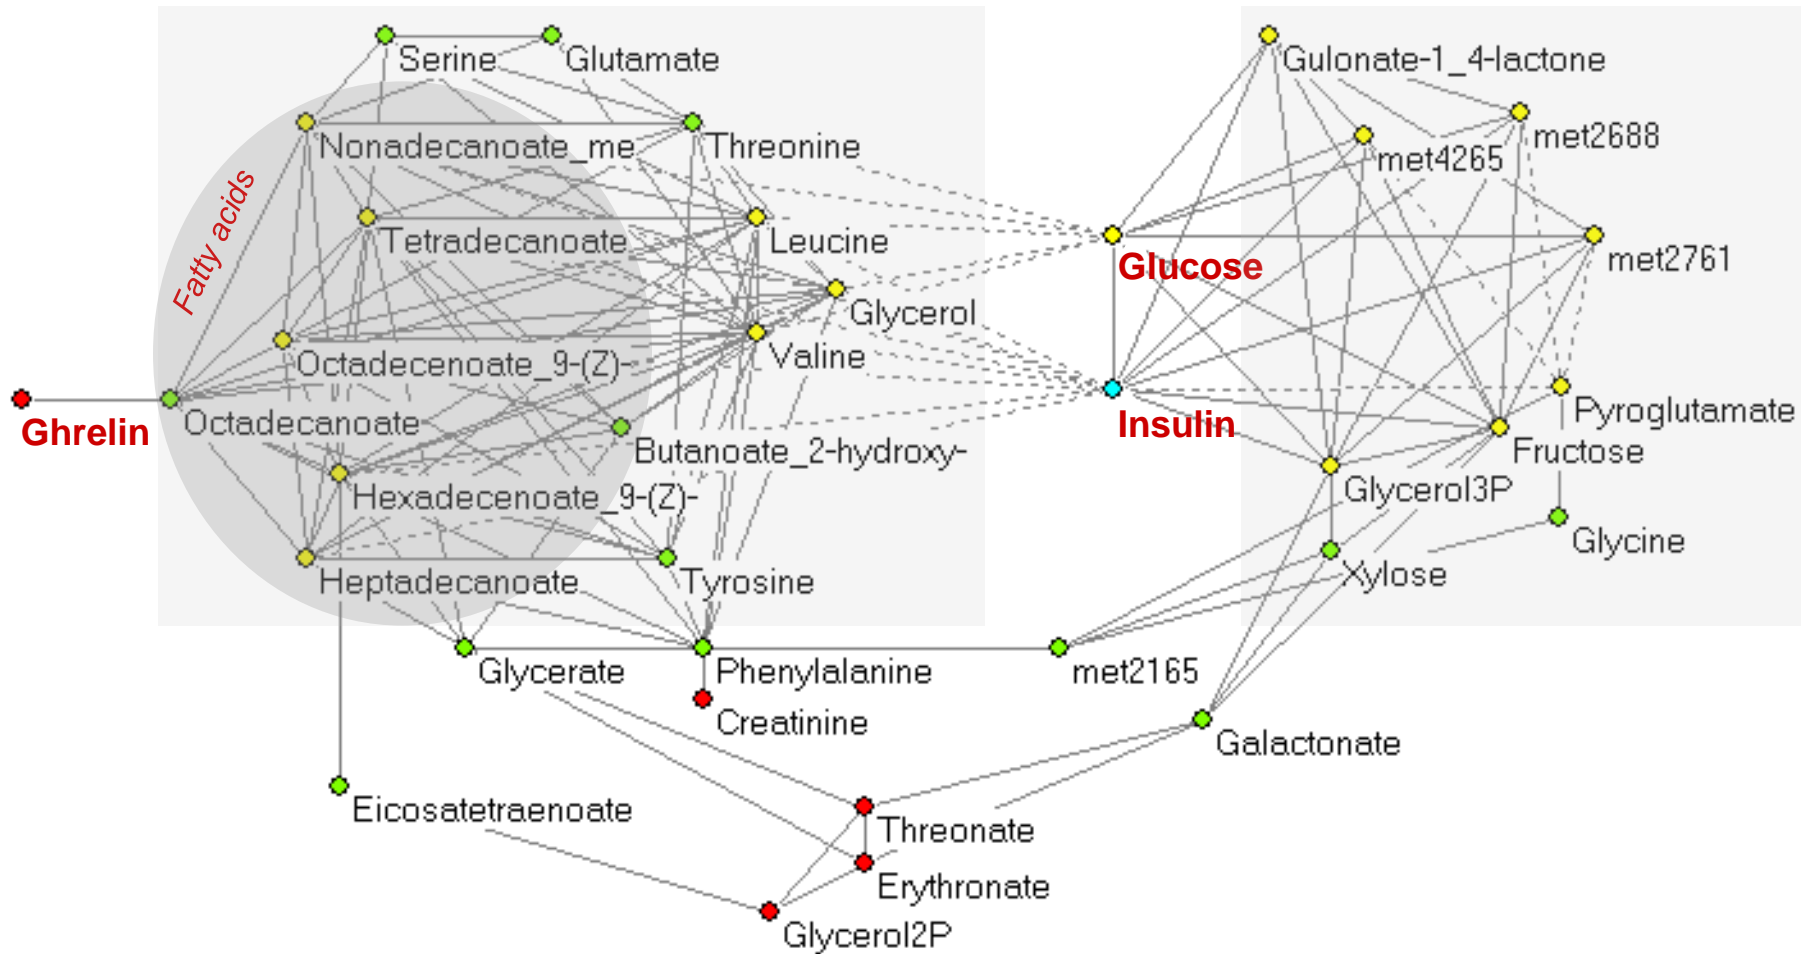 Serine
Glutamate
Gulonate-1_4-lactone
Nonadecanoate_me
Threonine
met4265
met2688
Fatty acids
Tetradecanoate
Leucine
Glucose
met2761
Glycerol
Octadecenoate_9-(Z)-
Valine
Ghrelin
Octadecanoate
Insulin
Pyroglutamate
Butanoate_2-hydroxy-
Fructose
Hexadecenoate_9-(Z)-
Glycerol3P
Glycine
Heptadecanoate
Tyrosine
Xylose
Glycerate
Phenylalanine
met2165
Creatinine
Galactonate
Eicosatetraenoate
Threonate
Erythronate
Glycerol2P